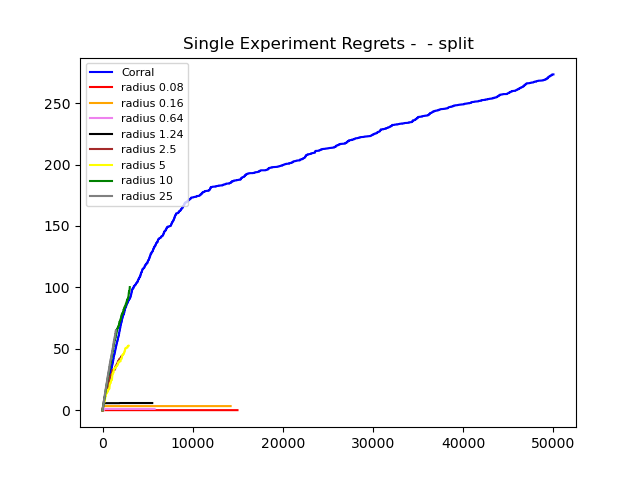 Single Experiment Regrets -  - split
Corral
radius 0.08
radius 0.16
radius 0.64
radius 1.24
radius 2.5
radius 5
radius 10
radius 25
250
200
150
100
50
0
0 10000 20000 30000 40000 50000